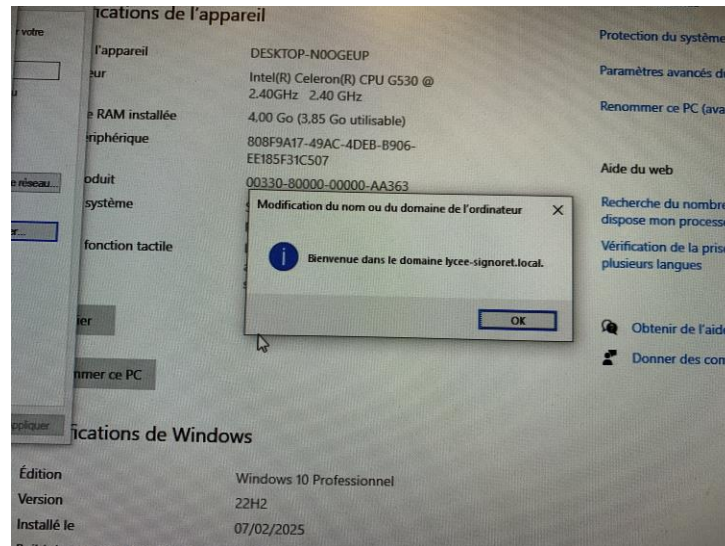 ications de l'appareil
votre
l'appareil
DESKTOP-N0OGEUP
eur
Intel(R) Celeron(R) CPU G530 @
2.40GHz 2.40 GHz
RAM installée
4,00 Go (3,85 Go utilisable)
riphérique
808F9A17-49AC-4DEB-B906-
EE185F31C507
réseau...
oduit
00330-80000-00000-AA363
système
fonction tactile
Modification du nom ou du domaine de l'ordinateur
Bienvenue dans le domaine lycee-signoret.local.
OK
ier
mmer ce PC
ppliquer
ications de Windows
Édition
Windows 10 Professionnel
Version
22H2
Installé le
07/02/2025
Protection du système
Paramètres avancés d
Renommer ce PC (ava
Aide du web
Recherche du nombre
dispose mon process
Vérification de la pris
plusieurs langues
Obtenir de l'aid
Donner des com